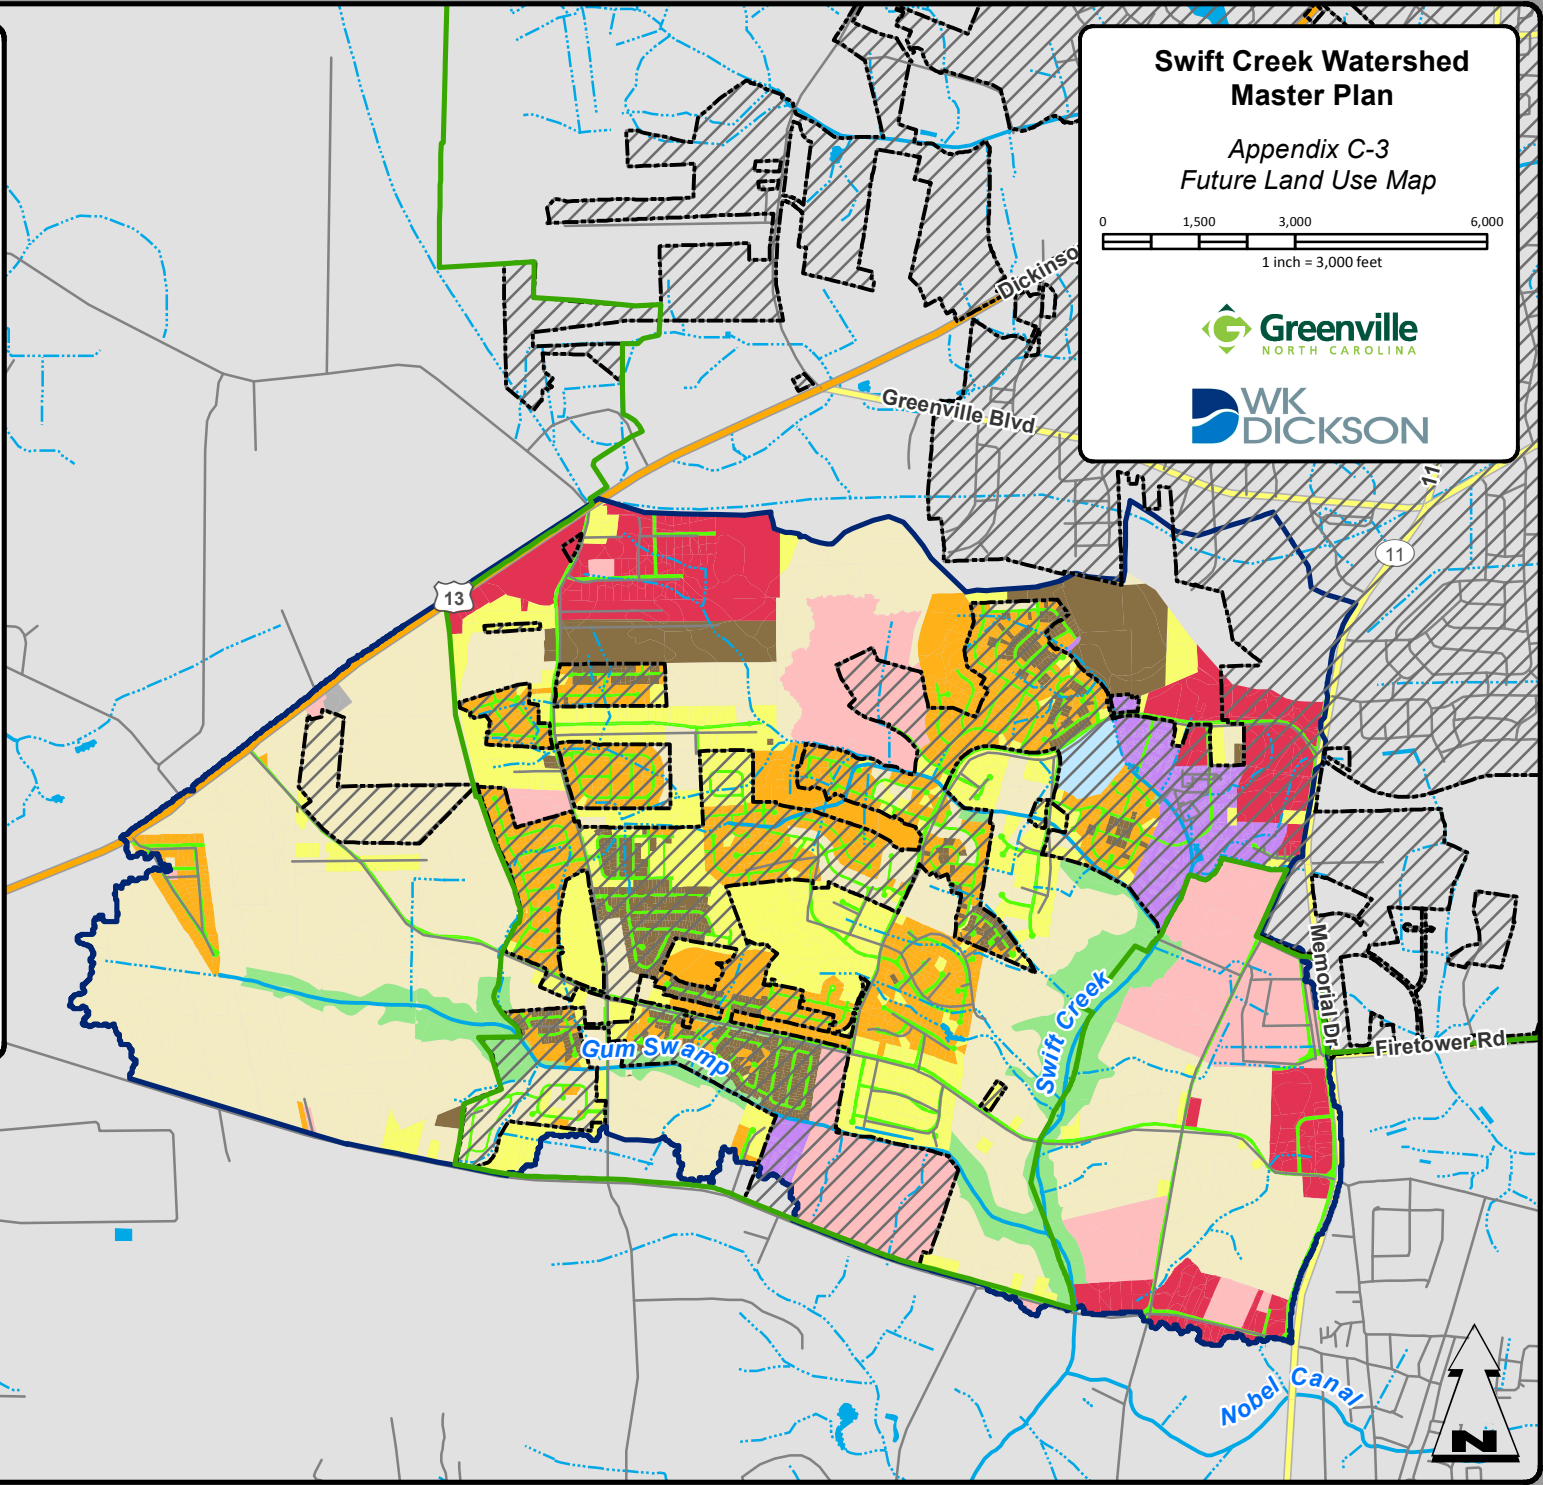 Swift Creek Watershed
Master Plan
Appendix C-3
Future Land Use Map
0 1,500 3,000 6,000
1 inch = 3,000 feet
Greenville
NORTH CAROLINA
WK
DICKSON
Dickinso
Greenville Blvd
11
11
13
Memorial Dr
Firetower Rd
Swift Creek
Gum Swamp
Nobel Canal
N